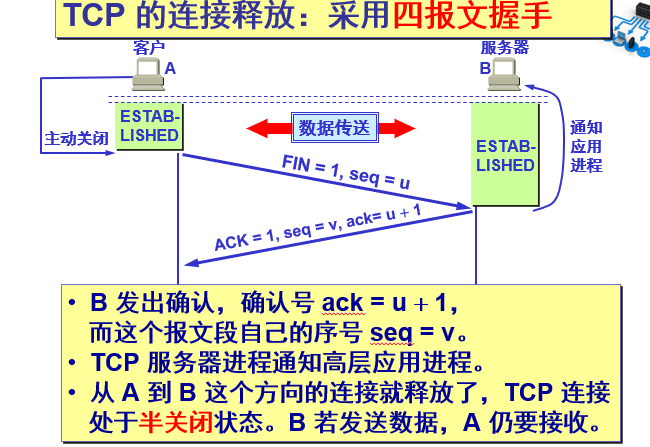 TCP 的连接释放：采用四报文握手
客户
服务器
A
B
ESTAB-
LISHED
数据传送
ESTAB-
LISHED
主动关闭
通知
应用
进程
FIN = 1, seq = u
ACK = 1, seq = v, ack= u + 1
• B 发出确认，确认号 ack = u + 1，
而这个报文段自己的序号 seq = v。
• TCP 服务器进程通知高层应用进程。
• 从 A 到 B 这个方向的连接就释放了，TCP 连接
处于半关闭状态。B 若发送数据，A 仍要接收。